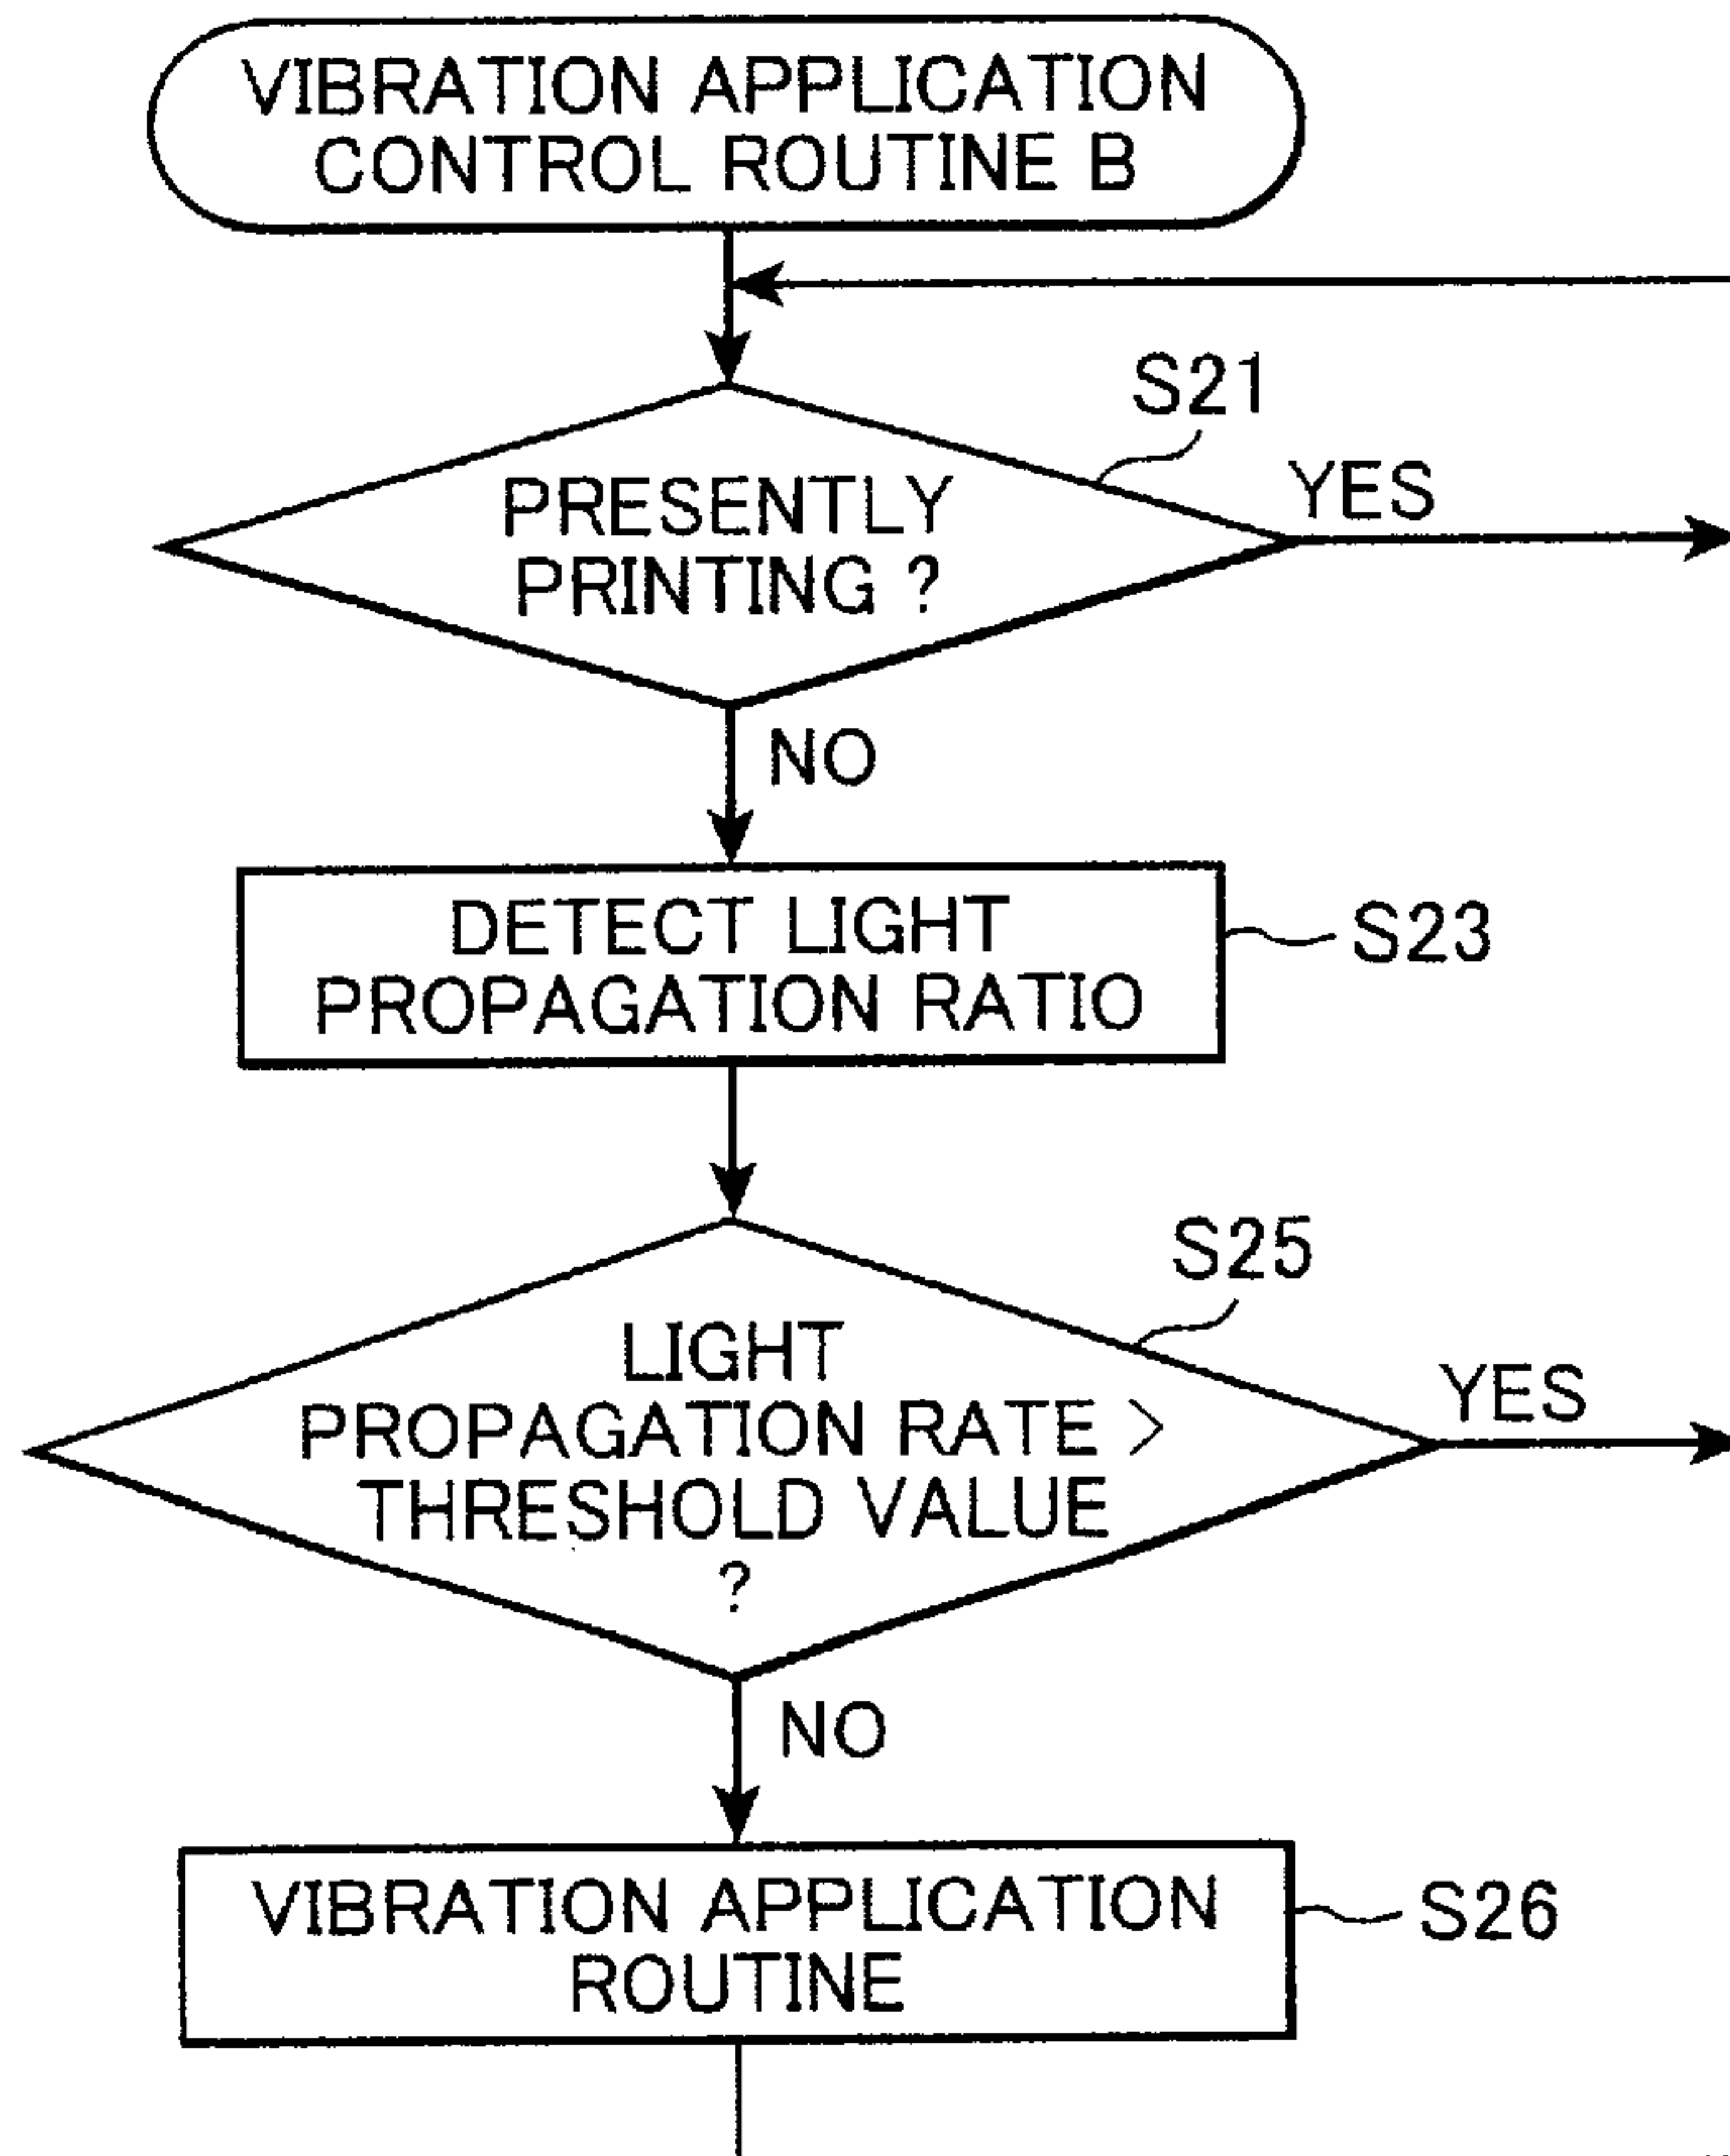 VIBRATION APPLICATION
CONTROL ROUTINE B
S21
PRESENTLY
PRINTING ?
YES
NO
DETECT LIGHT
PROPAGATION RATIO
S23
S25
LIGHT
PROPAGATION RATE >
THRESHOLD VALUE
?
YES
NO
VIBRATION APPLICATION
ROUTINE
S26